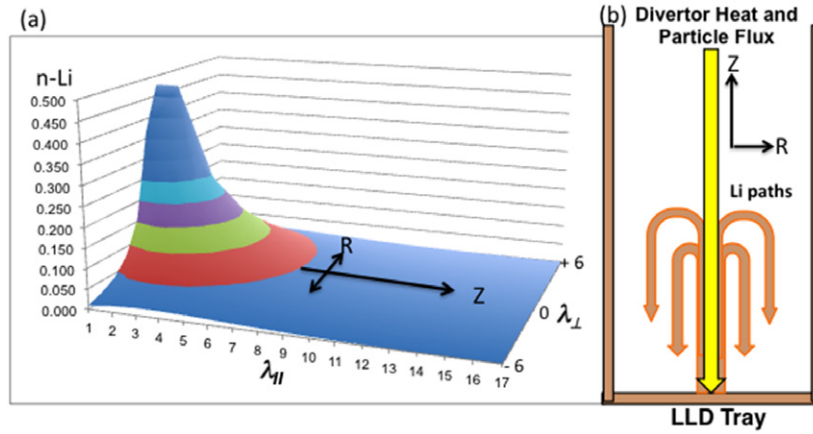 (a)
n-Li
0.500
0.450
0.400
0.350
0.300
0.250
0.200
0.150
0.100
0.050
0.000
1 2 3 4 5 6 7 8 9 10 11 12 13 14 15 16 17
λ||
R
Z
+ 6
0 λ⊥
- 6
(b) Divertor Heat and
Particle Flux
Z
R
Li paths
LLD Tray